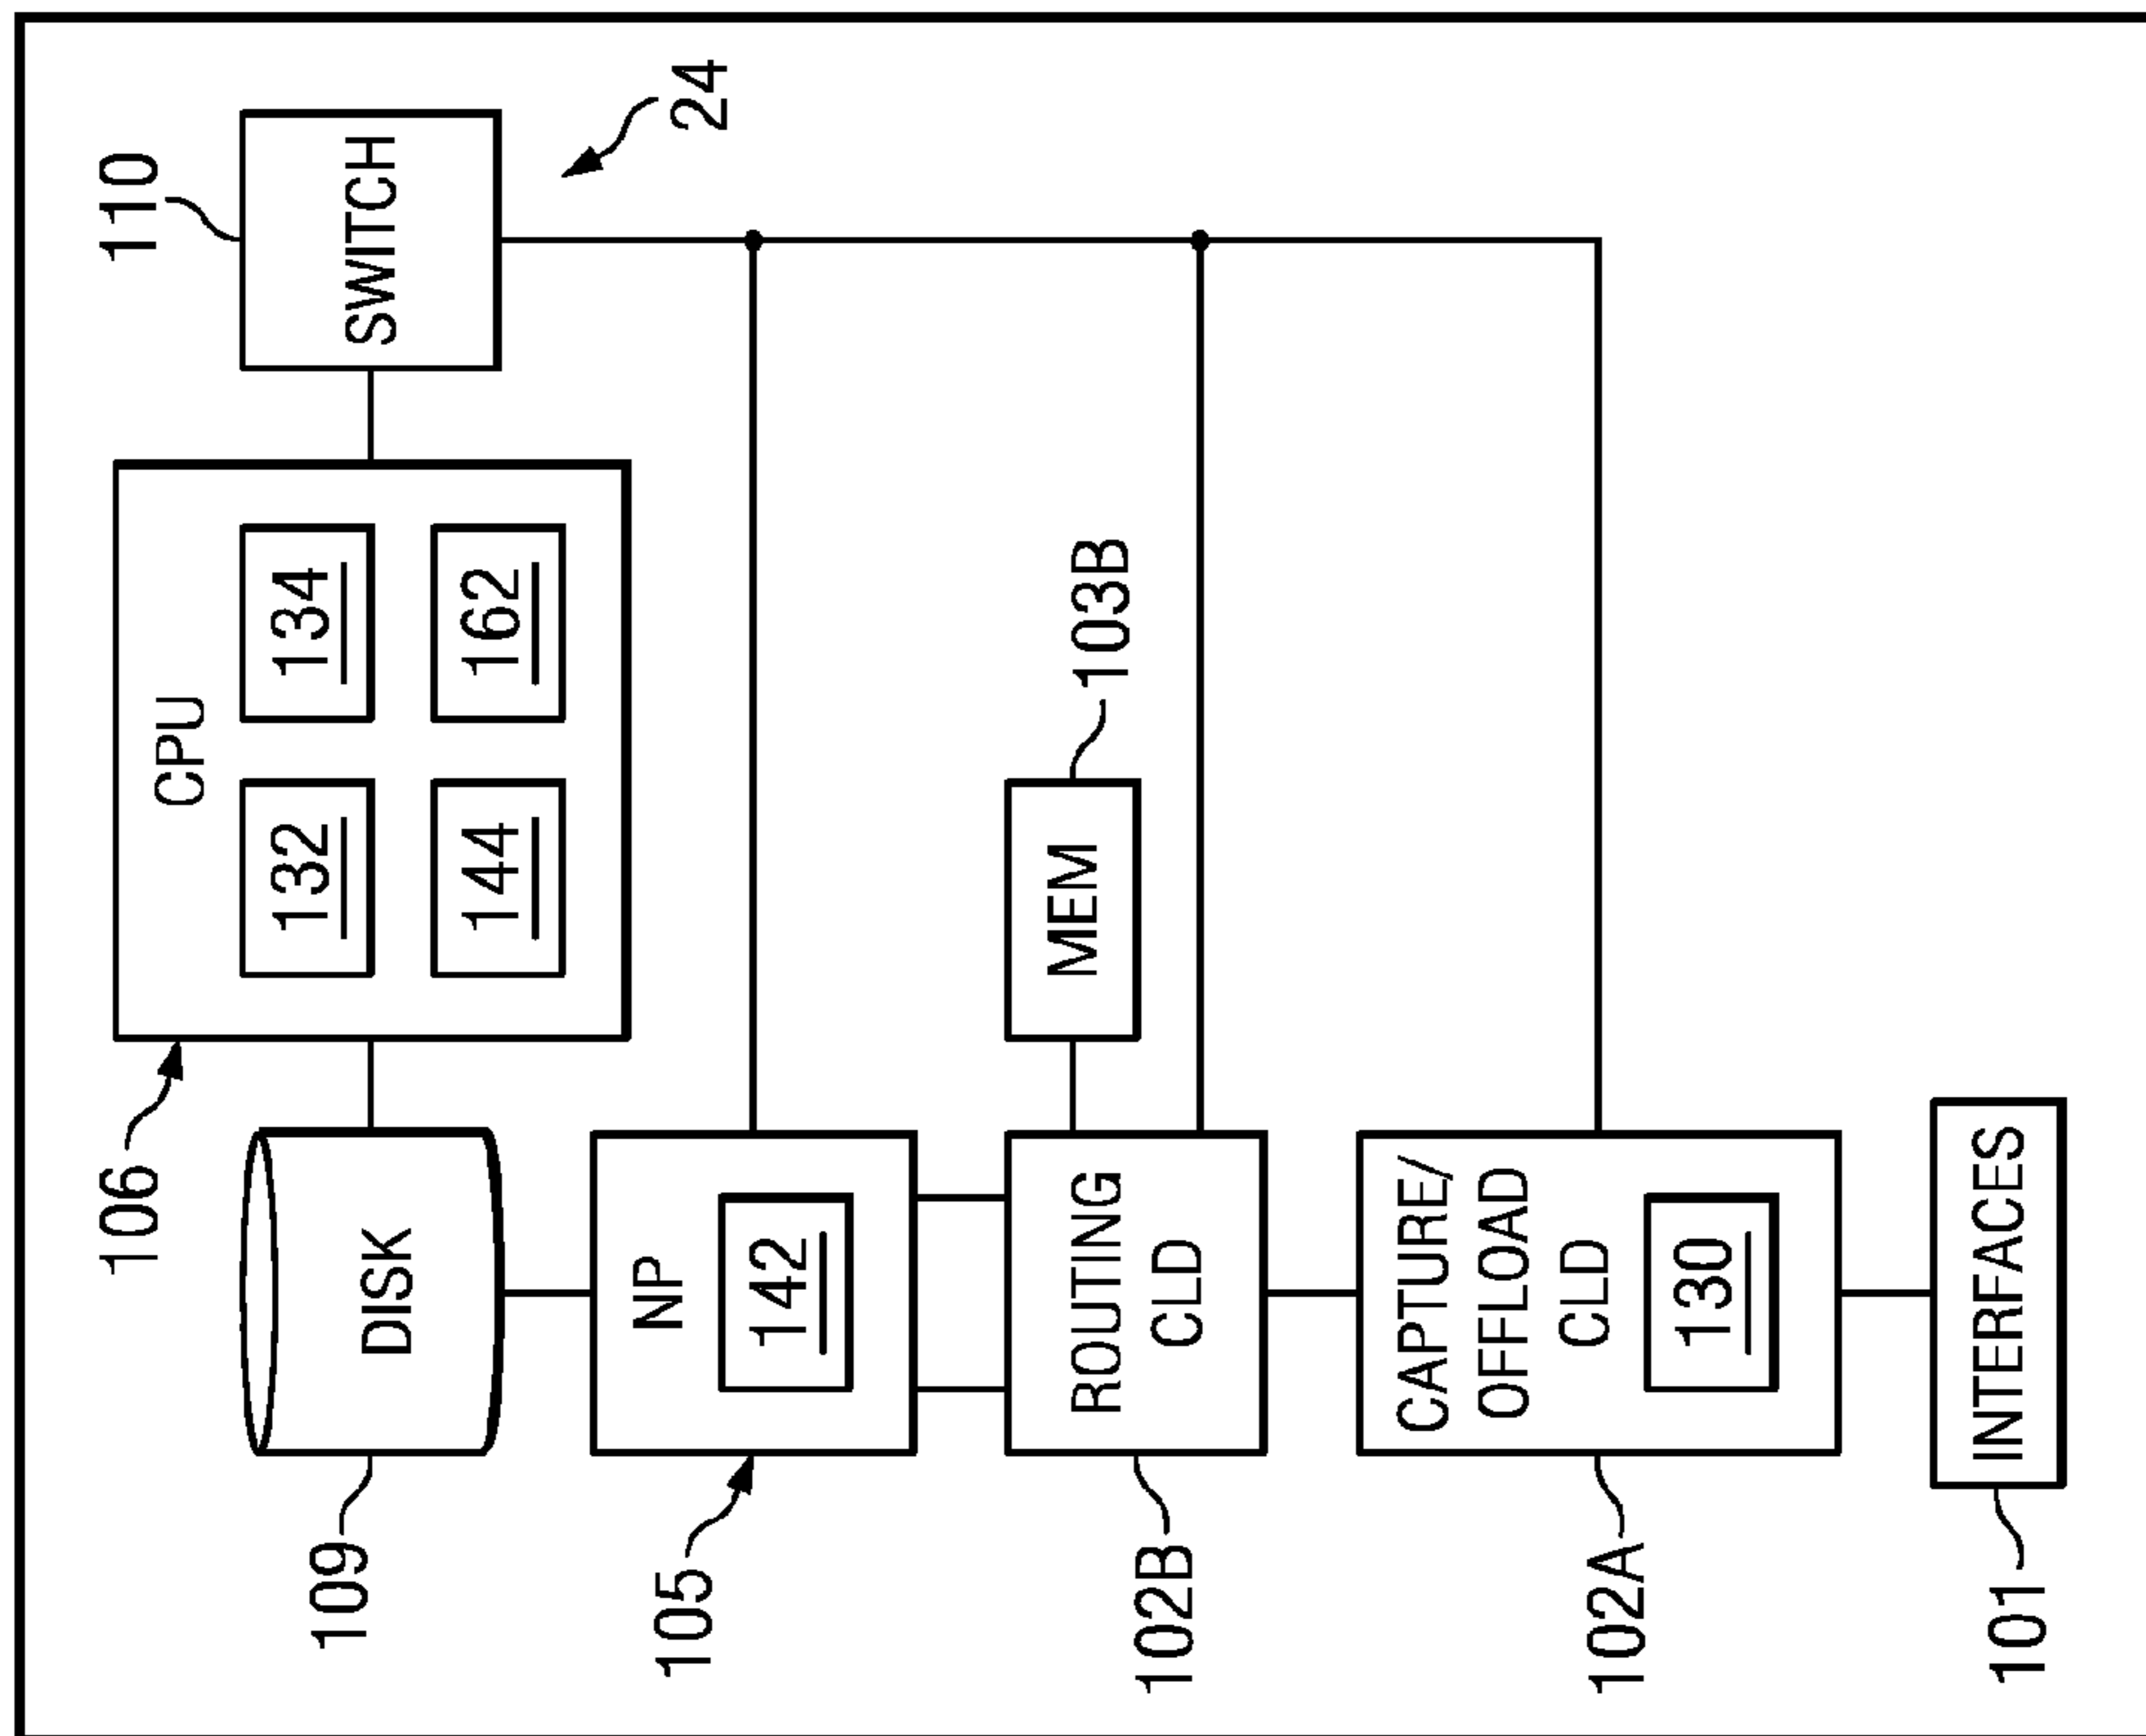 106
110
CPU
132
134
109
DISK
SWITCH
144
162
24
105
NP
142
ROUTING
CLD
MEM
103B
102B
CAPTURE/
OFFLOAD
CLD
102A
130
INTERFACES
101